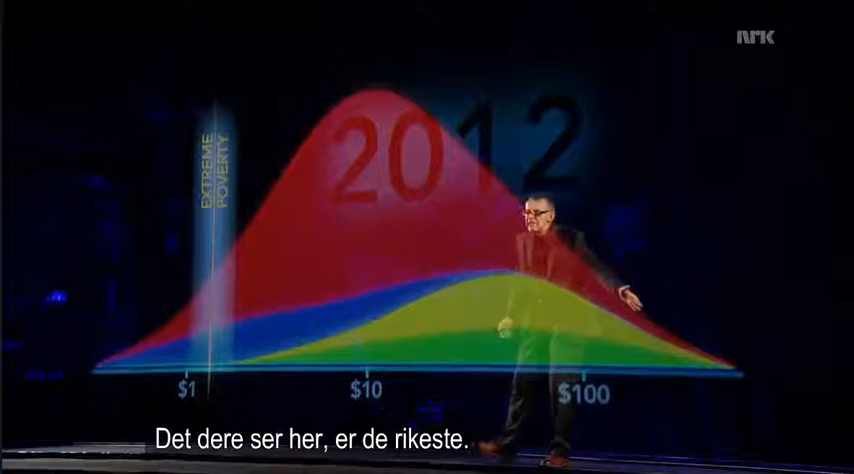 nrk
2012
EXTREME
POVERTY
$1
$10
$100
Det dere ser her, er de rikeste.